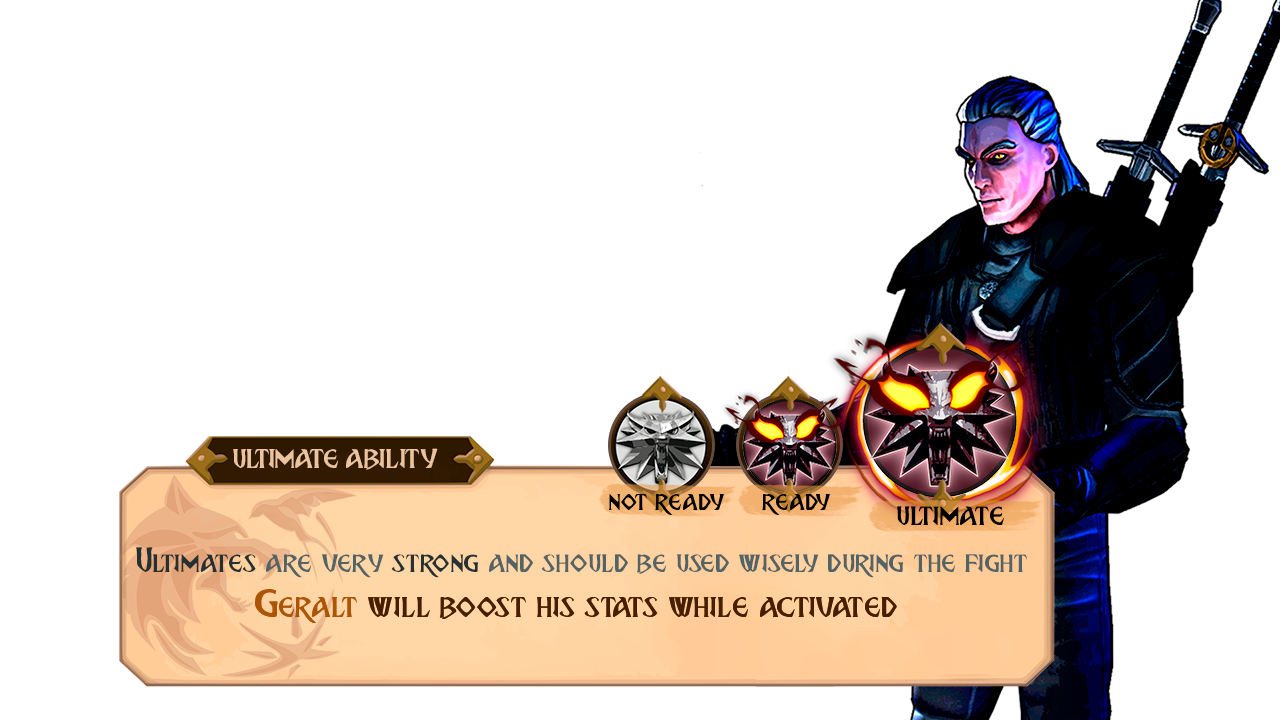 ULTIMATE ABILITY
NOT READY
READY
ULTIMATE
ULTIMATES ARE VERY STRONG AND SHOULD BE USED WISELY DURING THE FIGHT
GERALT WILL BOOST HIS STATS WHILE ACTIVATED